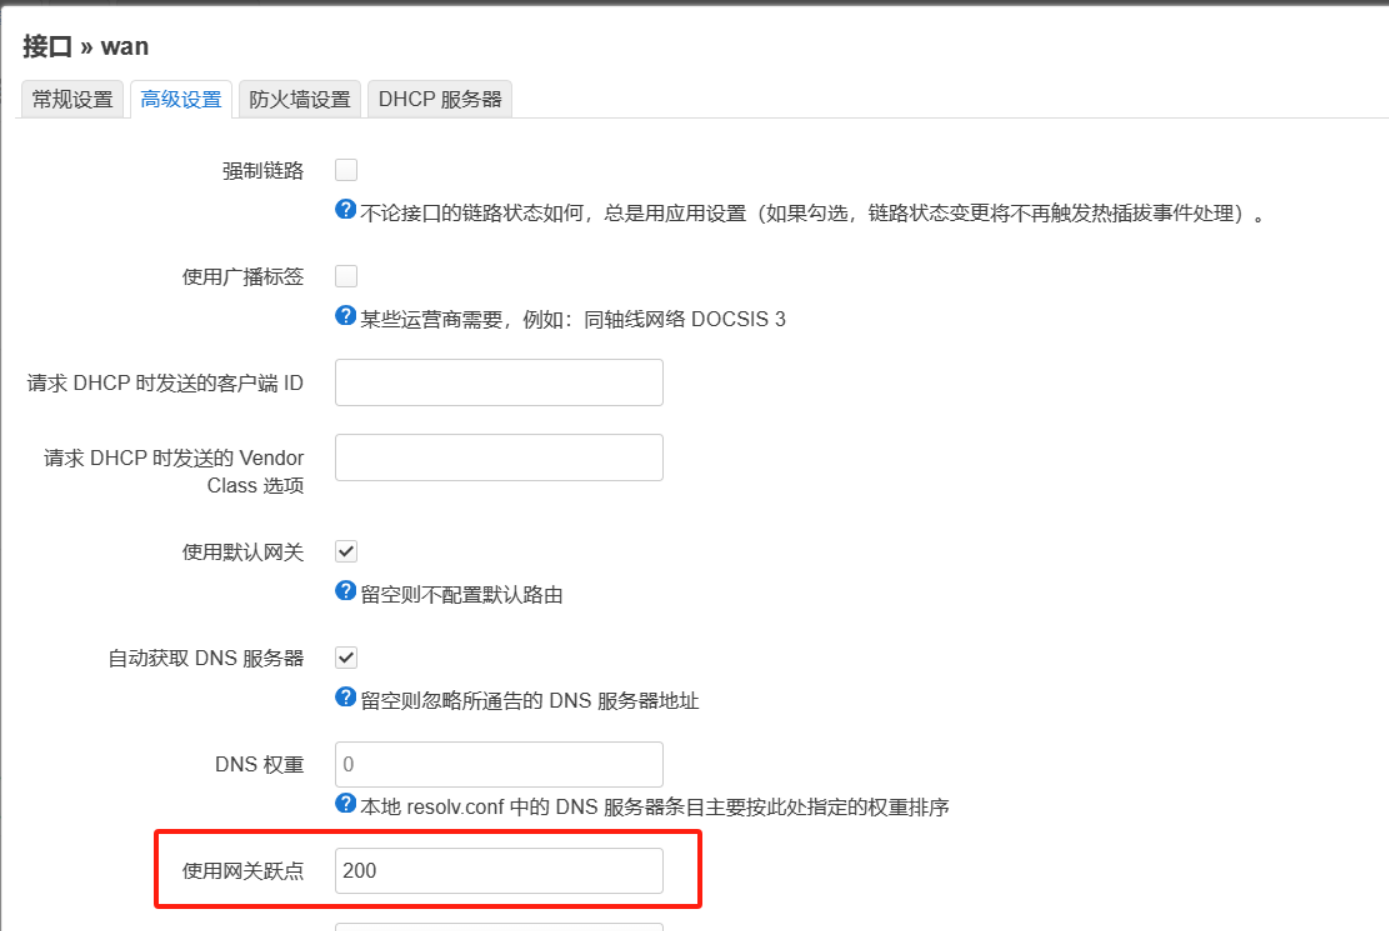 接口 » wan
常规设置 高级设置 防火墙设置 DHCP 服务器
强制链路
不论接口的链路状态如何，总是用应用设置（如果勾选，链路状态变更将不再触发热插拔事件处理）。
使用广播标签
某些运营商需要，例如：同轴线网络 DOCSIS 3
请求 DHCP 时发送的客户端 ID
请求 DHCP 时发送的 Vendor
Class 选项
使用默认网关
留空则不配置默认路由
自动获取 DNS 服务器
留空则忽略所通告的 DNS 服务器地址
DNS 权重 0
本地 resolv.conf 中的 DNS 服务器条目主要按此处指定的权重排序
使用网关跃点 200